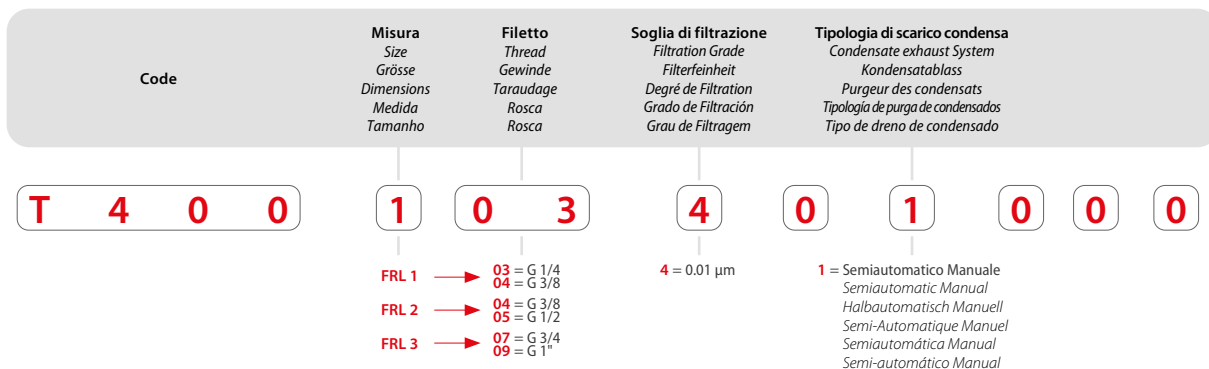 Code
Misura
Size
Grösse
Dimensions
Medida
Tamanho
Filetto
Thread
Gewinde
Taraudage
Rosca
Rosca
Soglia di filtrazione
Filtration Grade
Filterfeinheit
Degré de Filtration
Grado de Filtración
Grau de Filtragem
Tipologia di scarico condensa
Condensate exhaust System
Kondensatablass
Purgeur des condensats
Tipología de purga de condensados
Tipo de dreno de condensado
T 4 0 0 1 0 3 4 0 1 0 0 0
FRL 1
03 = G 1/4
04 = G 3/8
FRL 2
04 = G 3/8
05 = G 1/2
FRL 3
07 = G 3/4
09 = G 1"
4 = 0.01 µm
1 = Semiautomatico Manuale
Semiautomatic Manual
Halbautomatisch Manuell
Semi-Automatique Manuel
Semiautomática Manual
Semi-automático Manual